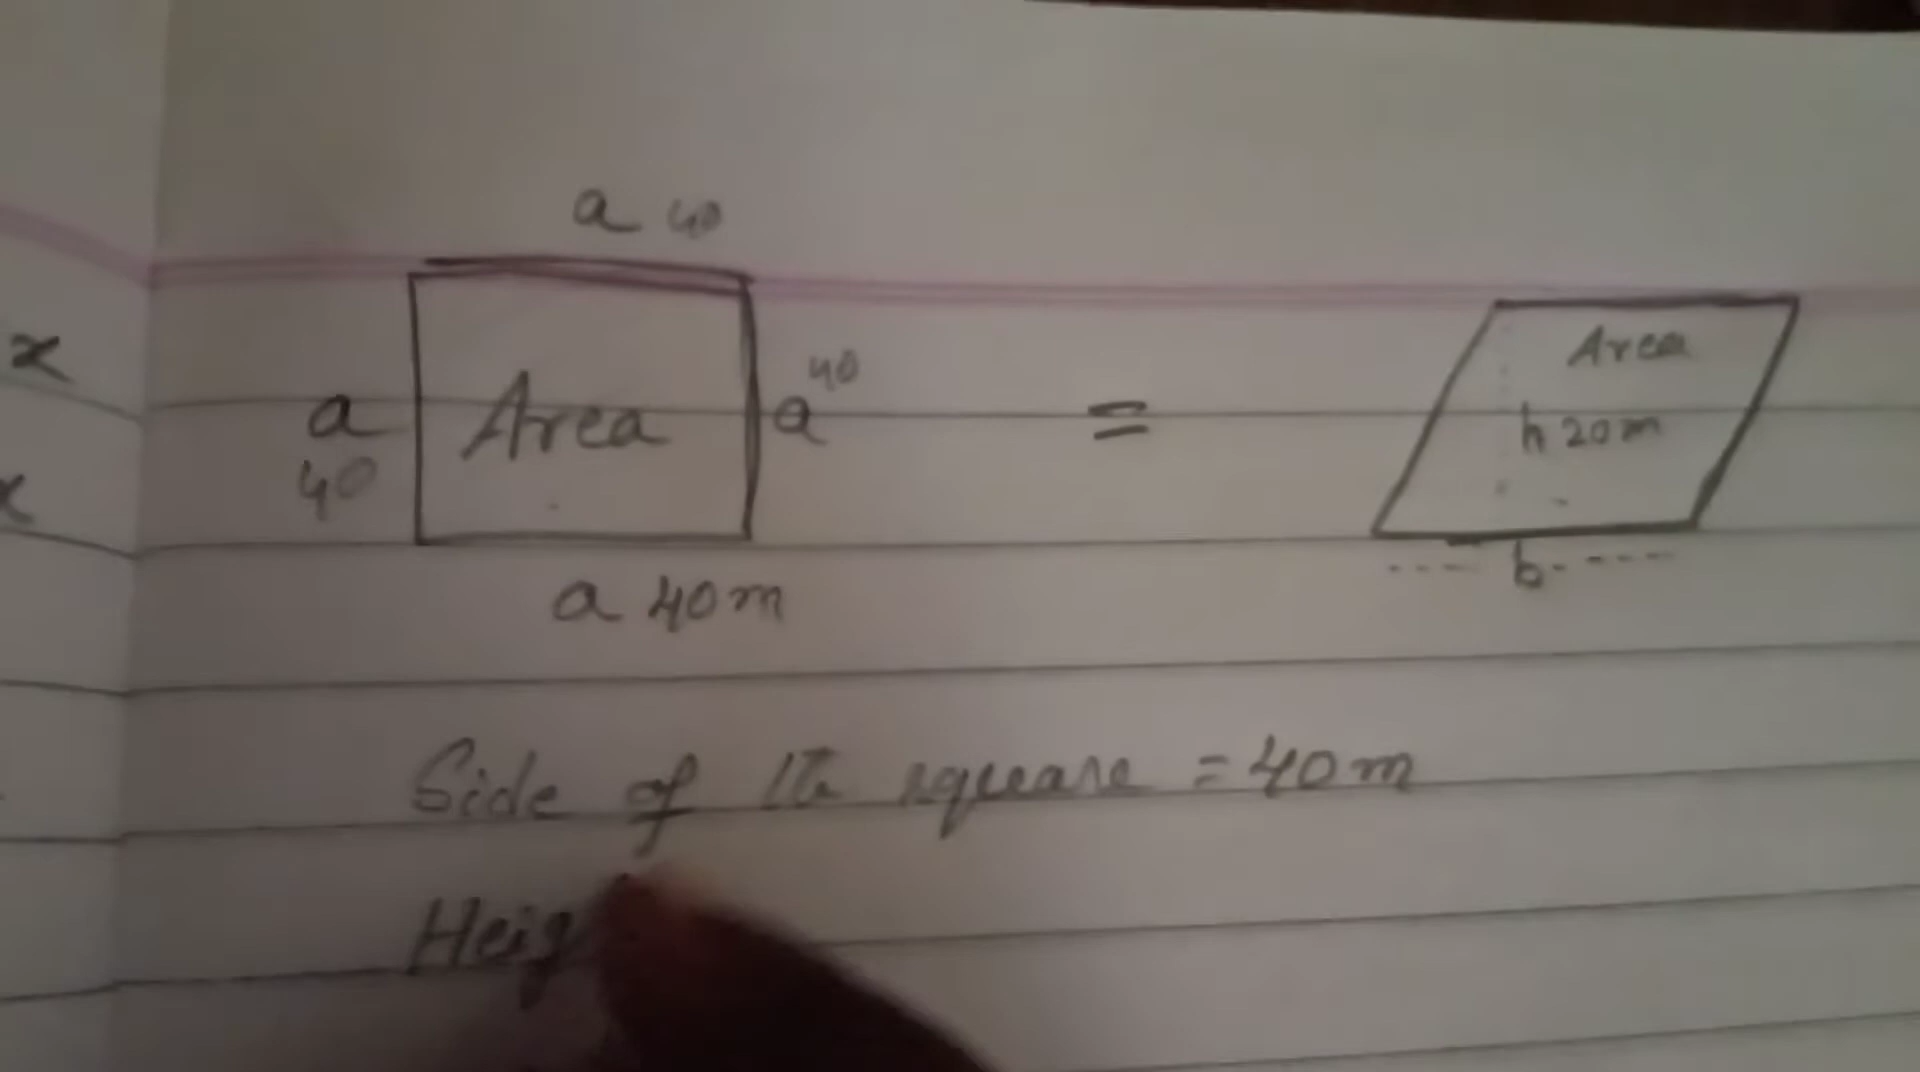 x
x
a 40
a
40
Area
a 40
a 40m
=
Area
h 20m
b
Side of the square = 40m
Heig